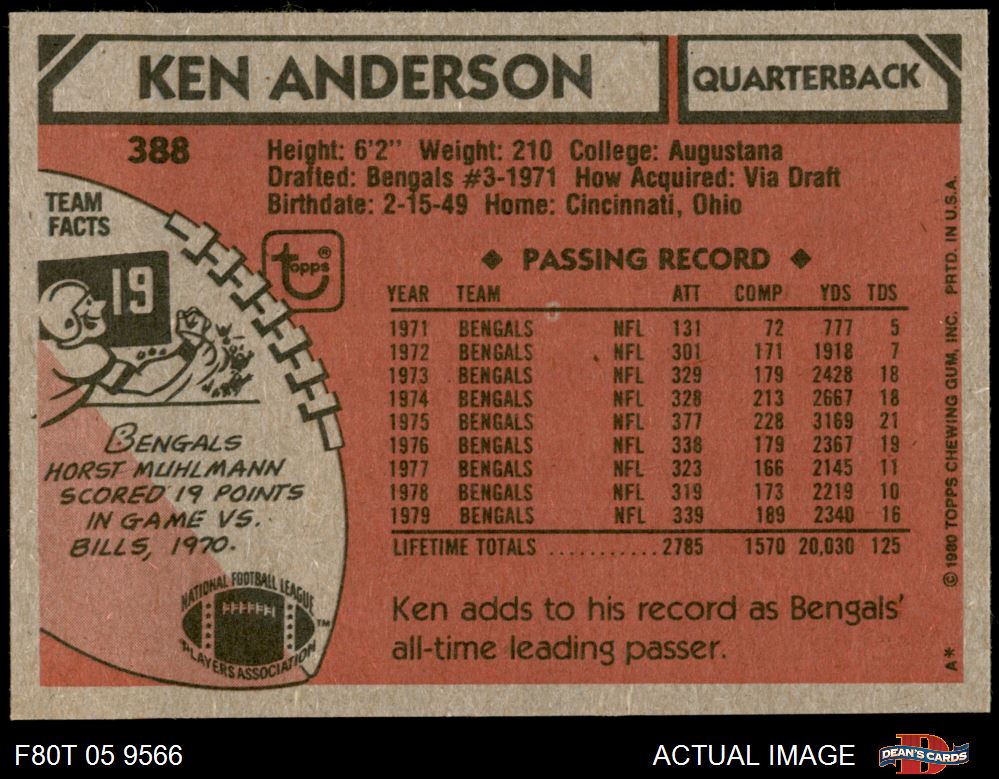 KEN ANDERSON
QUARTERBACK
388
Height: 6'2" Weight: 210 College: Augustana
Drafted: Bengals #3-1971 How Acquired: Via Draft
Birthdate: 2-15-49 Home: Cincinnati, Ohio
TEAM
FACTS
19
topps®
BENGALS
HORST MUHLMANN
SCORED 19 POINTS
IN GAME VS.
BILLS, 1970.
NATIONAL FOOTBALL LEAGUE
PLAYERS ASSOCIATION
TM
◆ PASSING RECORD ◆
YEAR TEAM ATT COMP YDS TDS
1971 BENGALS NFL 131 72 777 5
1972 BENGALS NFL 301 171 1918 7
1973 BENGALS NFL 329 179 2428 18
1974 BENGALS NFL 328 213 2667 18
1975 BENGALS NFL 377 228 3169 21
1976 BENGALS NFL 338 179 2367 19
1977 BENGALS NFL 323 166 2145 11
1978 BENGALS NFL 319 173 2219 10
1979 BENGALS NFL 339 189 2340 16
LIFETIME TOTALS ........... 2785 1570 20,030 125
Ken adds to his record as Bengals'
all-time leading passer.
A* © 1980 TOPPS CHEWING GUM, INC. PRTD. IN U.S.A.
F80T 05 9566
ACTUAL IMAGE
DEAN'S CARDS